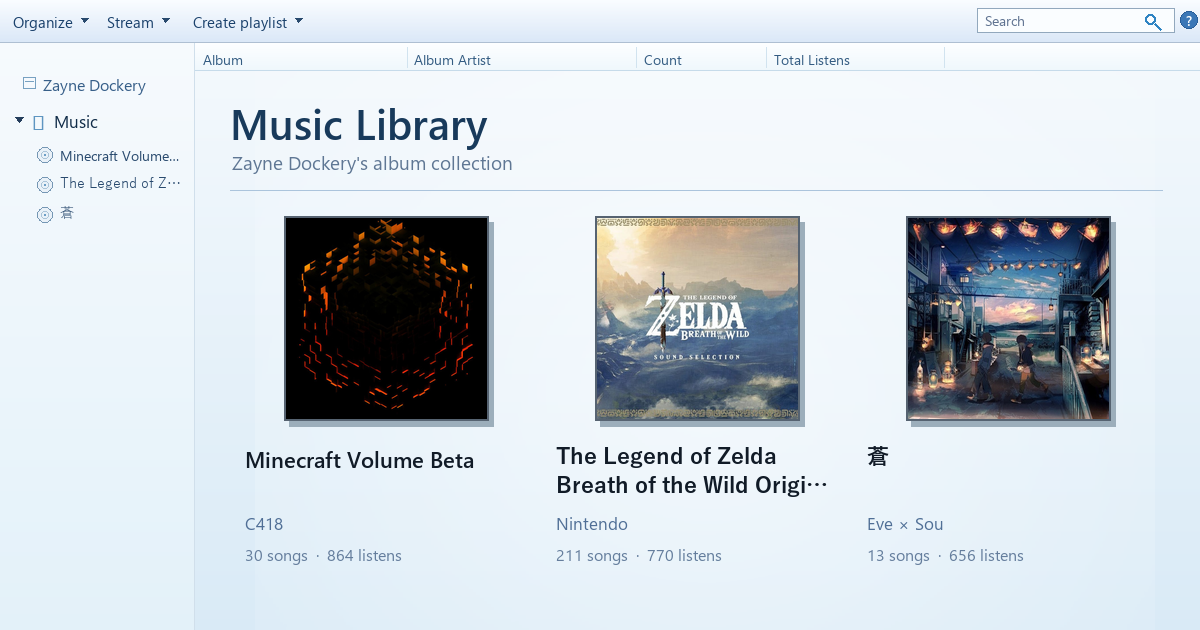 Organize Stream Create playlist Search ?
Album Album Artist Count Total Listens
Zayne Dockery
Music
Minecraft Volume...
The Legend of Z…
蒼
Music Library
Zayne Dockery's album collection
THE LEGEND OF
ZELDA
BREATH OF THE WILD
SOUND SELECTION
Minecraft Volume Beta
C418
30 songs · 864 listens
The Legend of Zelda
Breath of the Wild Origi…
Nintendo
211 songs · 770 listens
蒼
Eve × Sou
13 songs · 656 listens